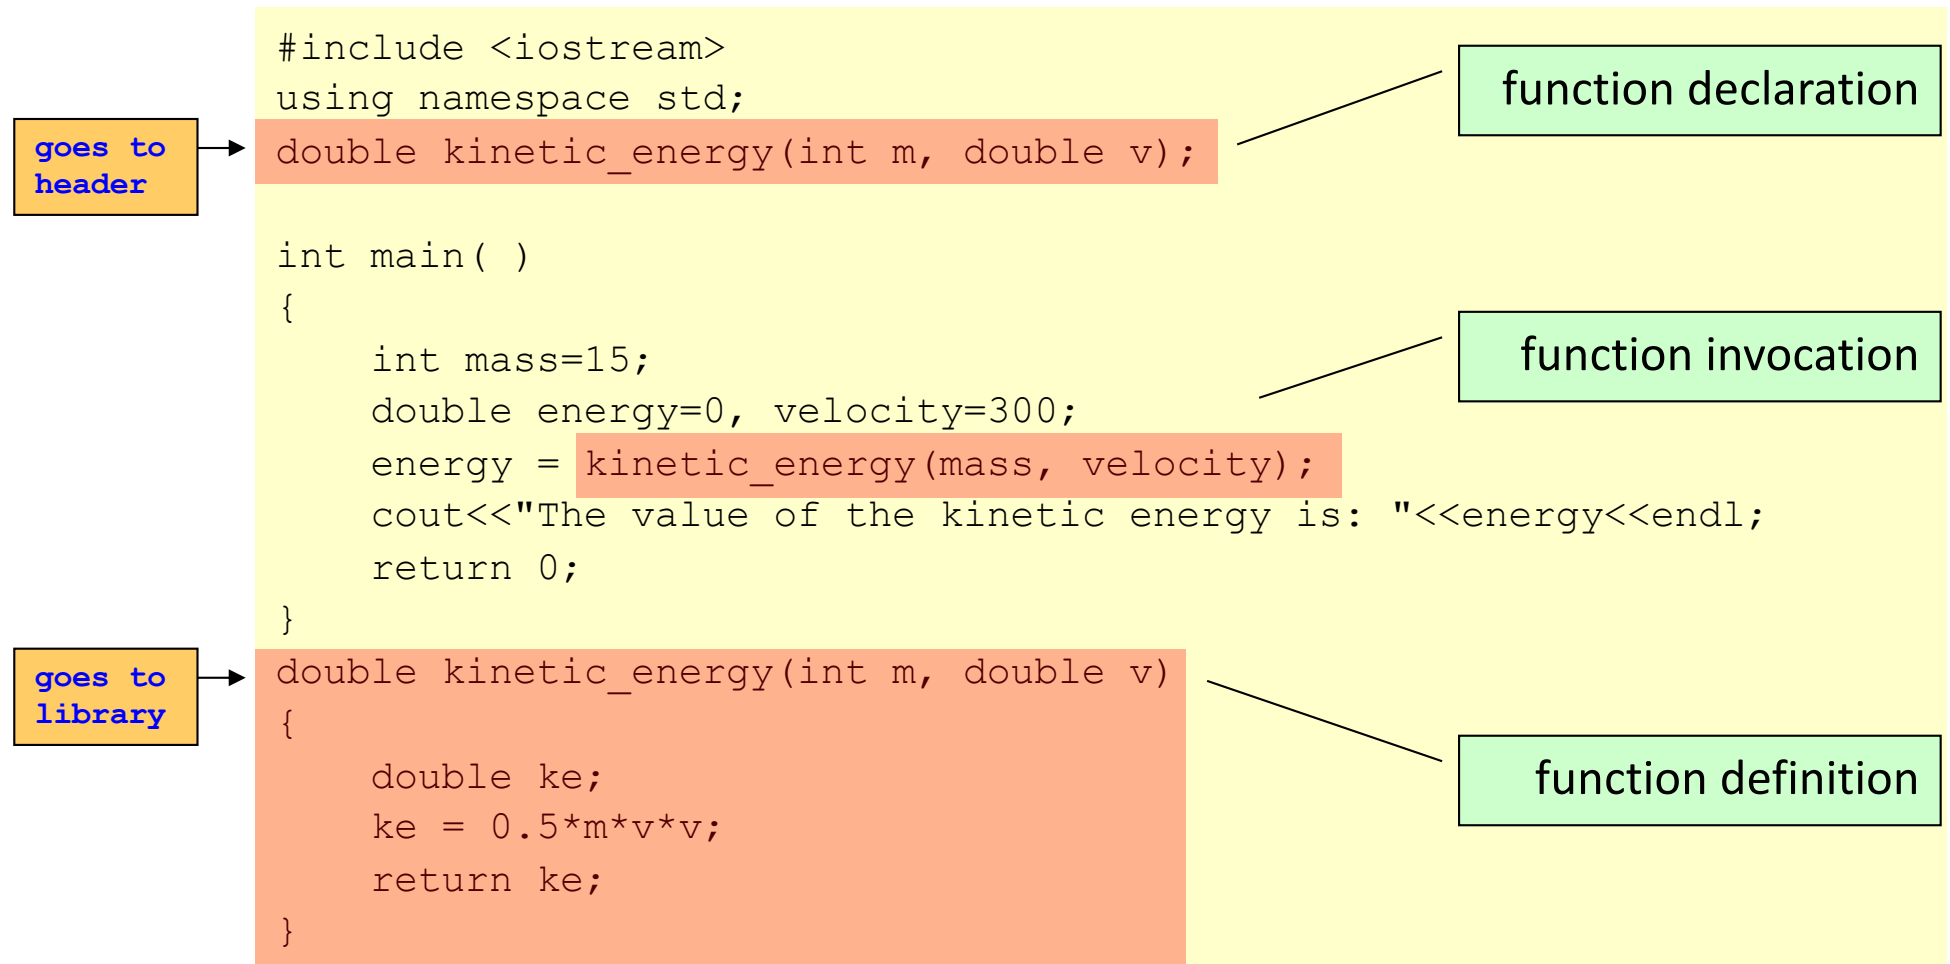 #include <iostream>
using namespace std;
function declaration
goes to
header
double kinetic_energy(int m, double v);
int main( )
{
int mass=15;
function invocation
double energy=0, velocity=300;
energy = kinetic_energy(mass, velocity);
cout<<"The value of the kinetic energy is: "<<energy<<endl;
return 0;
}
goes to
library
double kinetic_energy(int m, double v)
{
double ke;
function definition
ke = 0.5*m*v*v;
return ke;
}